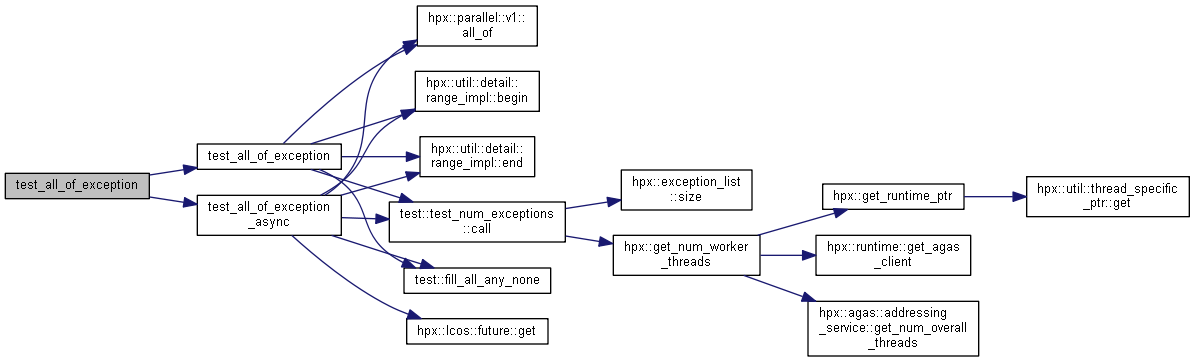 test_all_of_exception
test_all_of_exception
test_all_of_exception
_async
hpx::parallel::v1::
all_of
hpx::util::detail::
range_impl::begin
hpx::util::detail::
range_impl::end
test::test_num_exceptions
::call
test::fill_all_any_none
hpx::lcos::future::get
hpx::exception_list
::size
hpx::get_num_worker
_threads
hpx::get_runtime_ptr
hpx::runtime::get_agas
_client
hpx::agas::addressing
_service::get_num_overall
_threads
hpx::util::thread_specific
_ptr::get